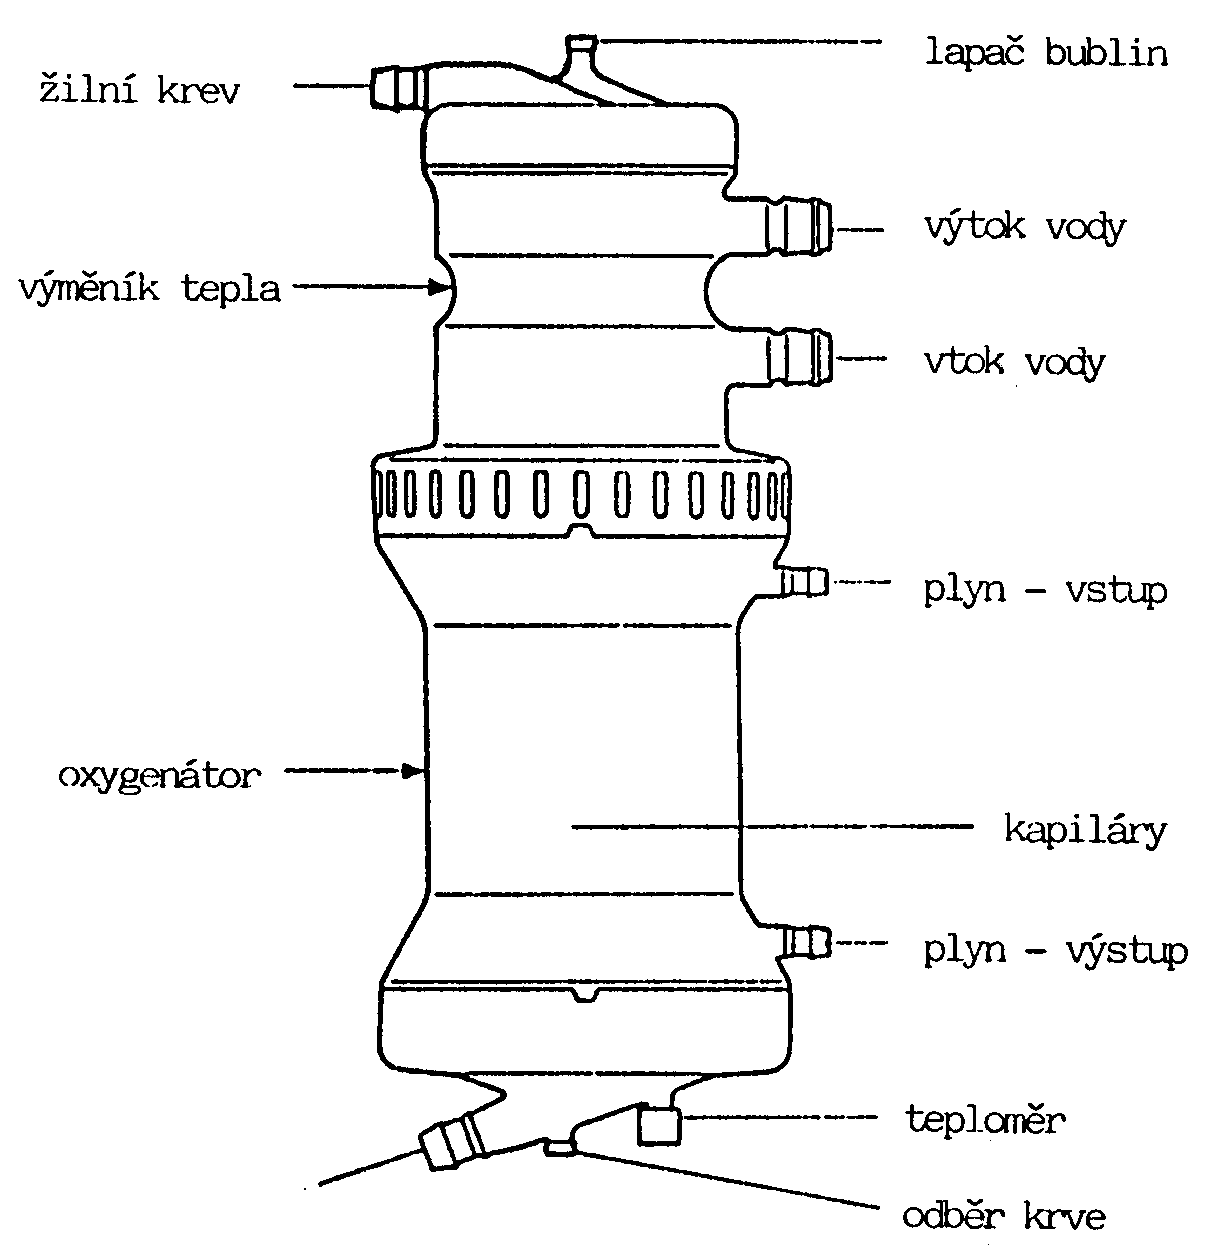 lapač bublin
žilní krev
výtok vody
výměník tepla
vtok vody
plyn - vstup
oxygenátor
kapiláry
plyn - výstup
teploměr
odběr krve